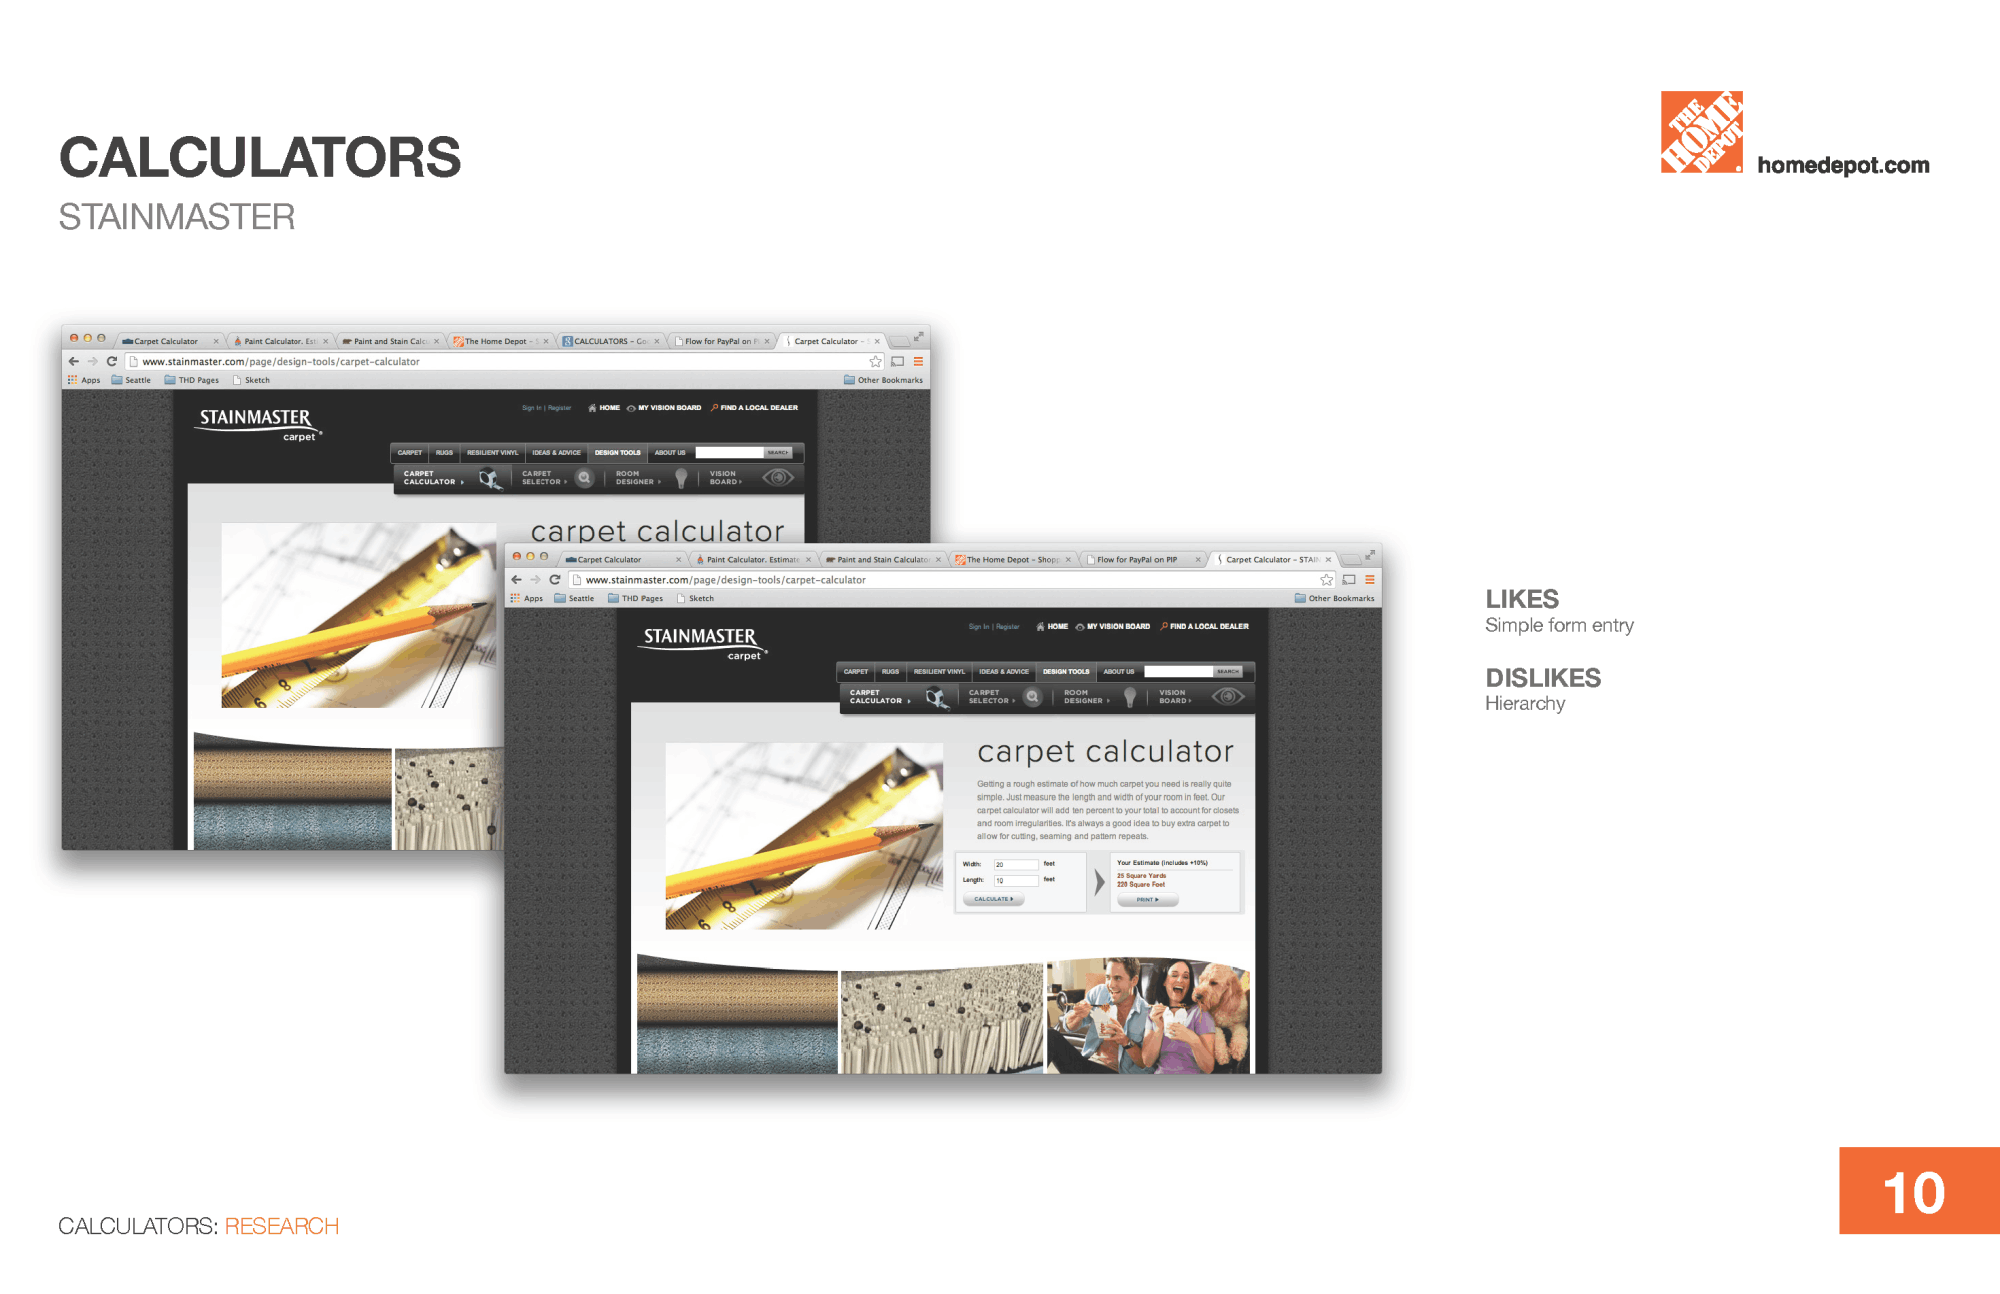 CALCULATORS
STAINMASTER
THE
HOME
DEPOT
homedepot.com
Carpet Calculator
Paint Calculator. Esti
Paint and Stain Calcu
The Home Depot - S
CALCULATORS - Goo
Flow for PayPal on PI
Carpet Calculator - S
www.stainmaster.com/page/design-tools/carpet-calculator
Apps Seattle THD Pages Sketch Other Bookmarks
STAINMASTER
carpet
Sign In | Register HOME MY VISION BOARD FIND A LOCAL DEALER
CARPET RUGS RESILIENT VINYL IDEAS & ADVICE DESIGN TOOLS ABOUT US SEARCH
CARPET CALCULATOR CARPET SELECTOR ROOM DESIGNER VISION BOARD
carpet calculator
Carpet Calculator
Paint Calculator. Estimate
Paint and Stain Calculator
The Home Depot - Shopp
Flow for PayPal on PIP
Carpet Calculator - STAIN
www.stainmaster.com/page/design-tools/carpet-calculator
Apps Seattle THD Pages Sketch Other Bookmarks
STAINMASTER
carpet
Sign In | Register HOME MY VISION BOARD FIND A LOCAL DEALER
CARPET RUGS RESILIENT VINYL IDEAS & ADVICE DESIGN TOOLS ABOUT US SEARCH
CARPET CALCULATOR CARPET SELECTOR ROOM DESIGNER VISION BOARD
carpet calculator
Getting a rough estimate of how much carpet you need is really quite
simple. Just measure the length and width of your room in feet. Our
carpet calculator will add ten percent to your total to account for closets
and room irregularities. It's always a good idea to buy extra carpet to
allow for cutting, seaming and pattern repeats.
Width: 20 feet
Length: 10 feet
CALCULATE
Your Estimate (includes +10%)
25 Square Yards
220 Square Feet
PRINT
LIKES
Simple form entry
DISLIKES
Hierarchy
CALCULATORS: RESEARCH
10